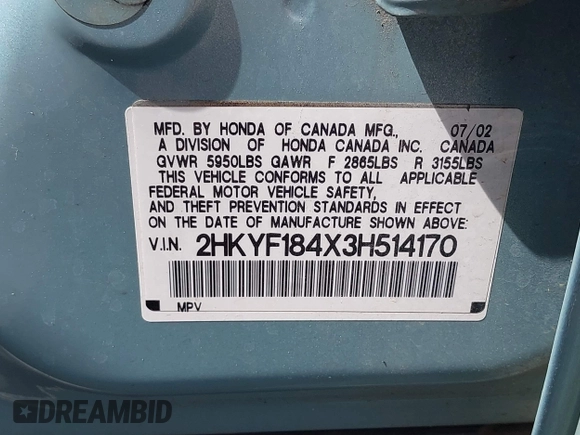 MFD. BY HONDA OF CANADA MFG., 07/02
A DIVISION OF HONDA CANADA INC. CANADA
GVWR 5950LBS GAWR F 2865LBS R 3155LBS
THIS VEHICLE CONFORMS TO ALL APPLICABLE
FEDERAL MOTOR VEHICLE SAFETY,
AND THEFT PREVENTION STANDARDS IN EFFECT
ON THE DATE OF MANUFACTURE SHOWN ABOVE.
V.I.N. 2HKYF184X3H514170
MPV
DREAMBID